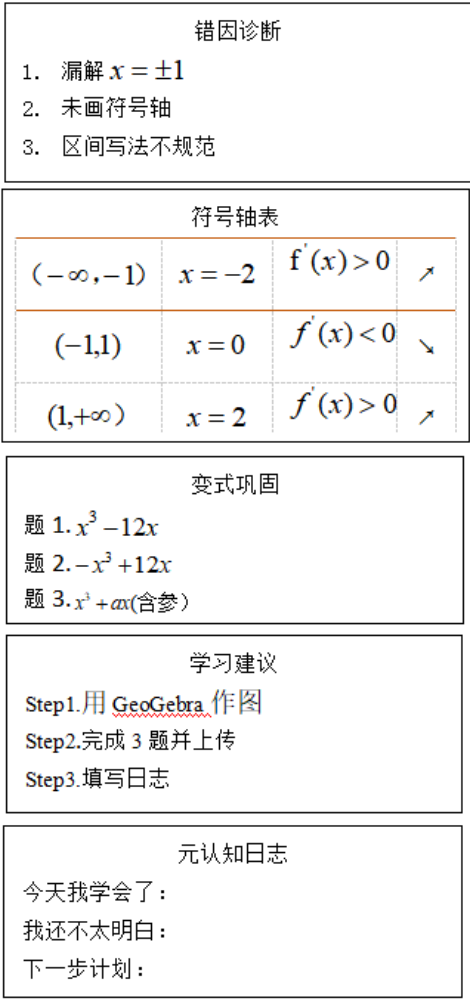 错因诊断
1. 漏解 x = ±1
2. 未画符号轴
3. 区间写法不规范
符号轴表
(−∞,−1) x = −2 f'(x) > 0 ↗
(−1,1) x = 0 f'(x) < 0 ↘
(1,+∞) x = 2 f'(x) > 0 ↗
变式巩固
题 1. x³ − 12x
题 2. −x³ + 12x
题 3. x³ + ax(含参)
学习建议
Step1.用 GeoGebra 作图
Step2.完成 3 题并上传
Step3.填写日志
元认知日志
今天我学会了：
我还不太明白：
下一步计划：